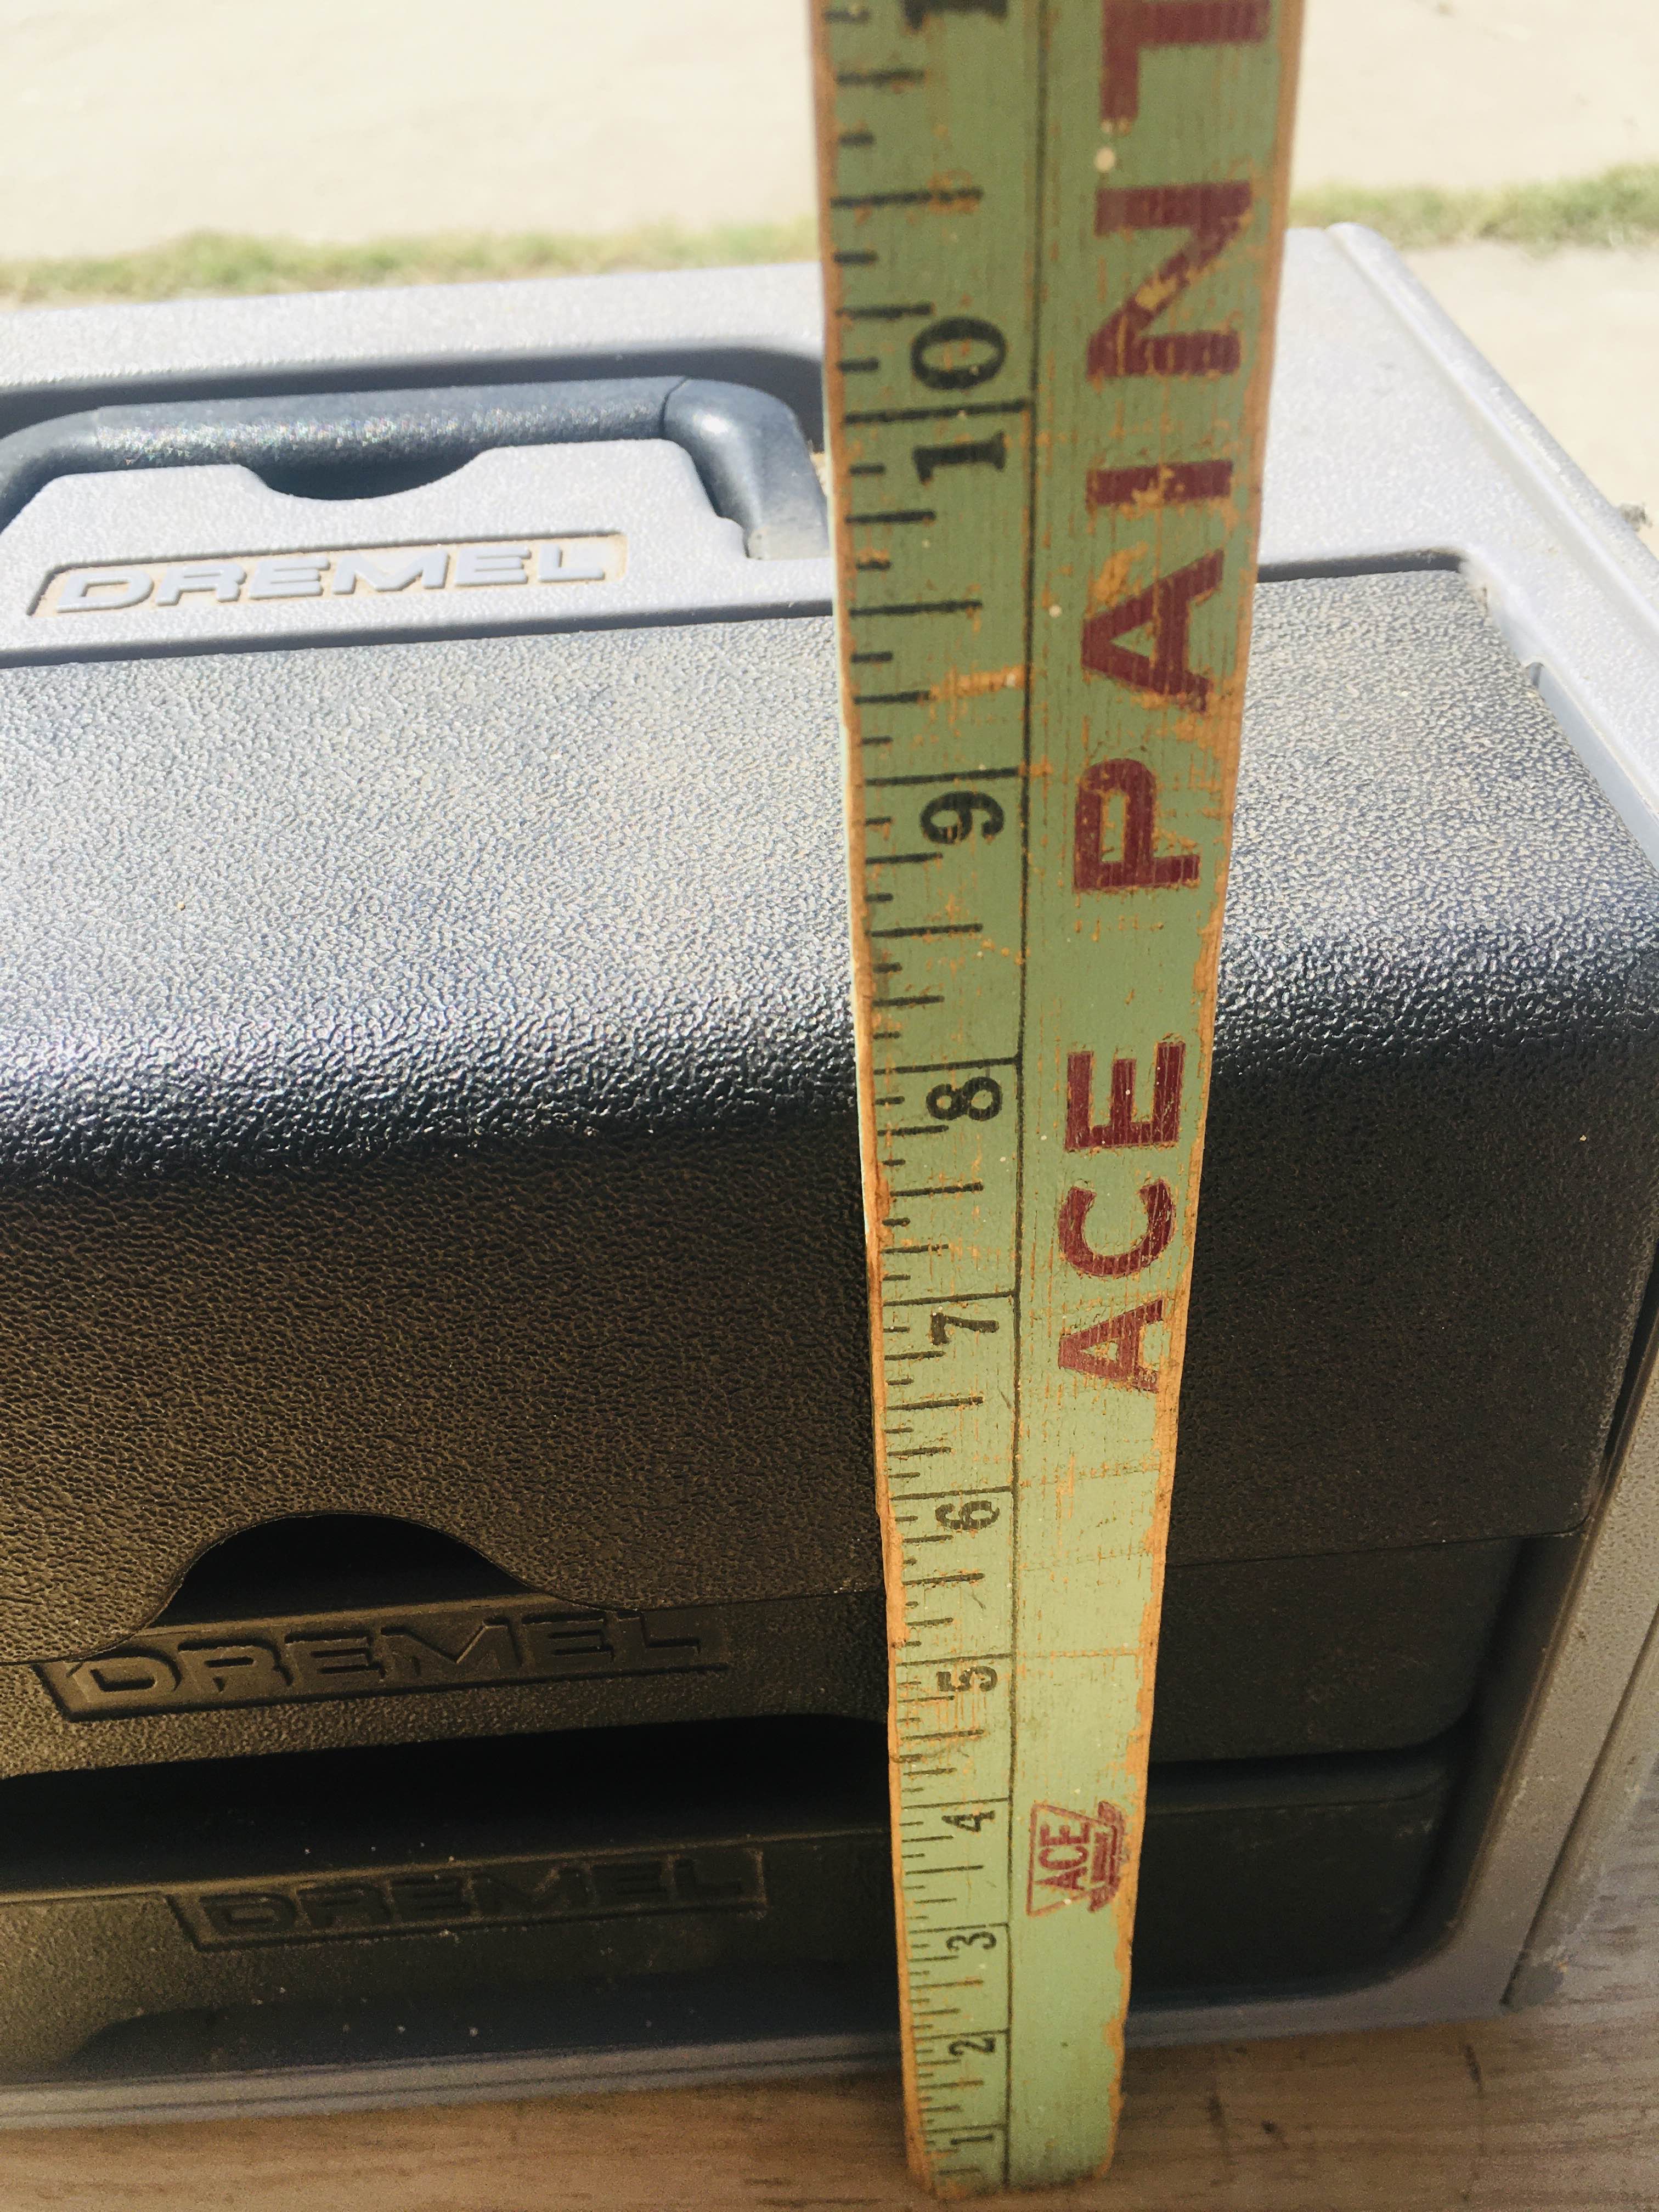 DREMEL
DREMEL
DREMEL
1 2 3 4 5 6 7 8 9 10
ACE
ACE PAINT